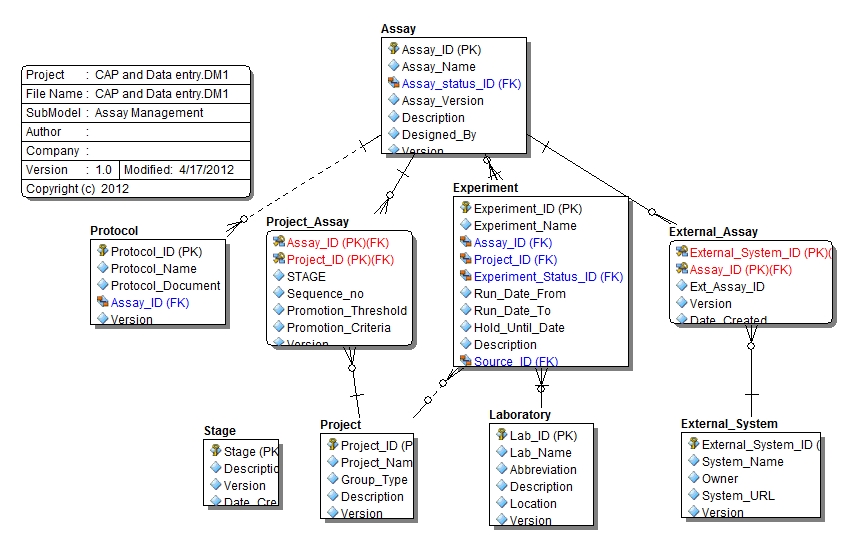 Assay
Assay_ID (PK)
Assay_Name
Assay_status_ID (FK)
Assay_Version
Description
Designed_By
Version
Project : CAP and Data entry.DM1
File Name : CAP and Data entry.DM1
SubModel : Assay Management
Author :
Company :
Version : 1.0 Modified: 4/17/2012
Copyright (c) 2012
Protocol
Protocol_ID (PK)
Protocol_Name
Protocol_Document
Assay_ID (FK)
Version
Project_Assay
Assay_ID (PK)(FK)
Project_ID (PK)(FK)
STAGE
Sequence_no
Promotion_Threshold
Promotion_Criteria
Version
Experiment
Experiment_ID (PK)
Experiment_Name
Assay_ID (FK)
Project_ID (FK)
Experiment_Status_ID (FK)
Run_Date_From
Run_Date_To
Hold_Until_Date
Description
Source_ID (FK)
External_Assay
External_System_ID (PK)(
Assay_ID (PK)(FK)
Ext_Assay_ID
Version
Date_Created
Stage
Stage (PK
Descriptio
Version
Date_Cre
Project
Project_ID (P
Project_Nam
Group_Type
Description
Version
Laboratory
Lab_ID (PK)
Lab_Name
Abbreviation
Description
Location
Version
External_System
External_System_ID (
System_Name
Owner
System_URL
Version